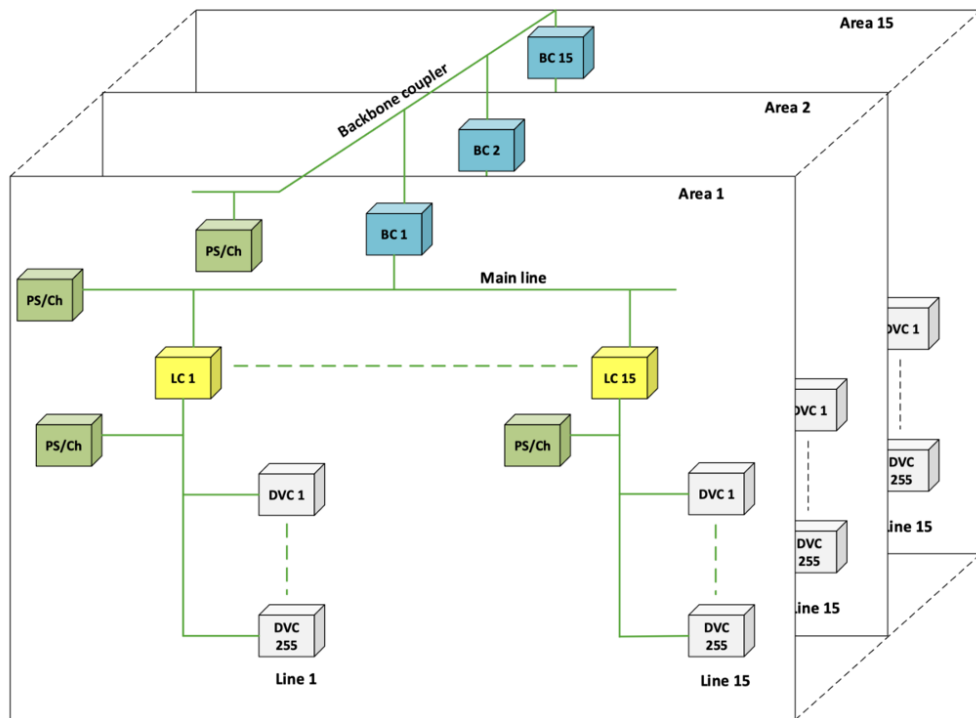 Area 15
BC 15
Backbone coupler
Area 2
BC 2
Area 1
PS/Ch
BC 1
PS/Ch
Main line
DVC 1
LC 1
LC 15
DVC 1
PS/Ch
PS/Ch
DVC
255
DVC 1
DVC 1
Line 15
DVC
255
Line 15
DVC
255
DVC
255
Line 1
Line 15